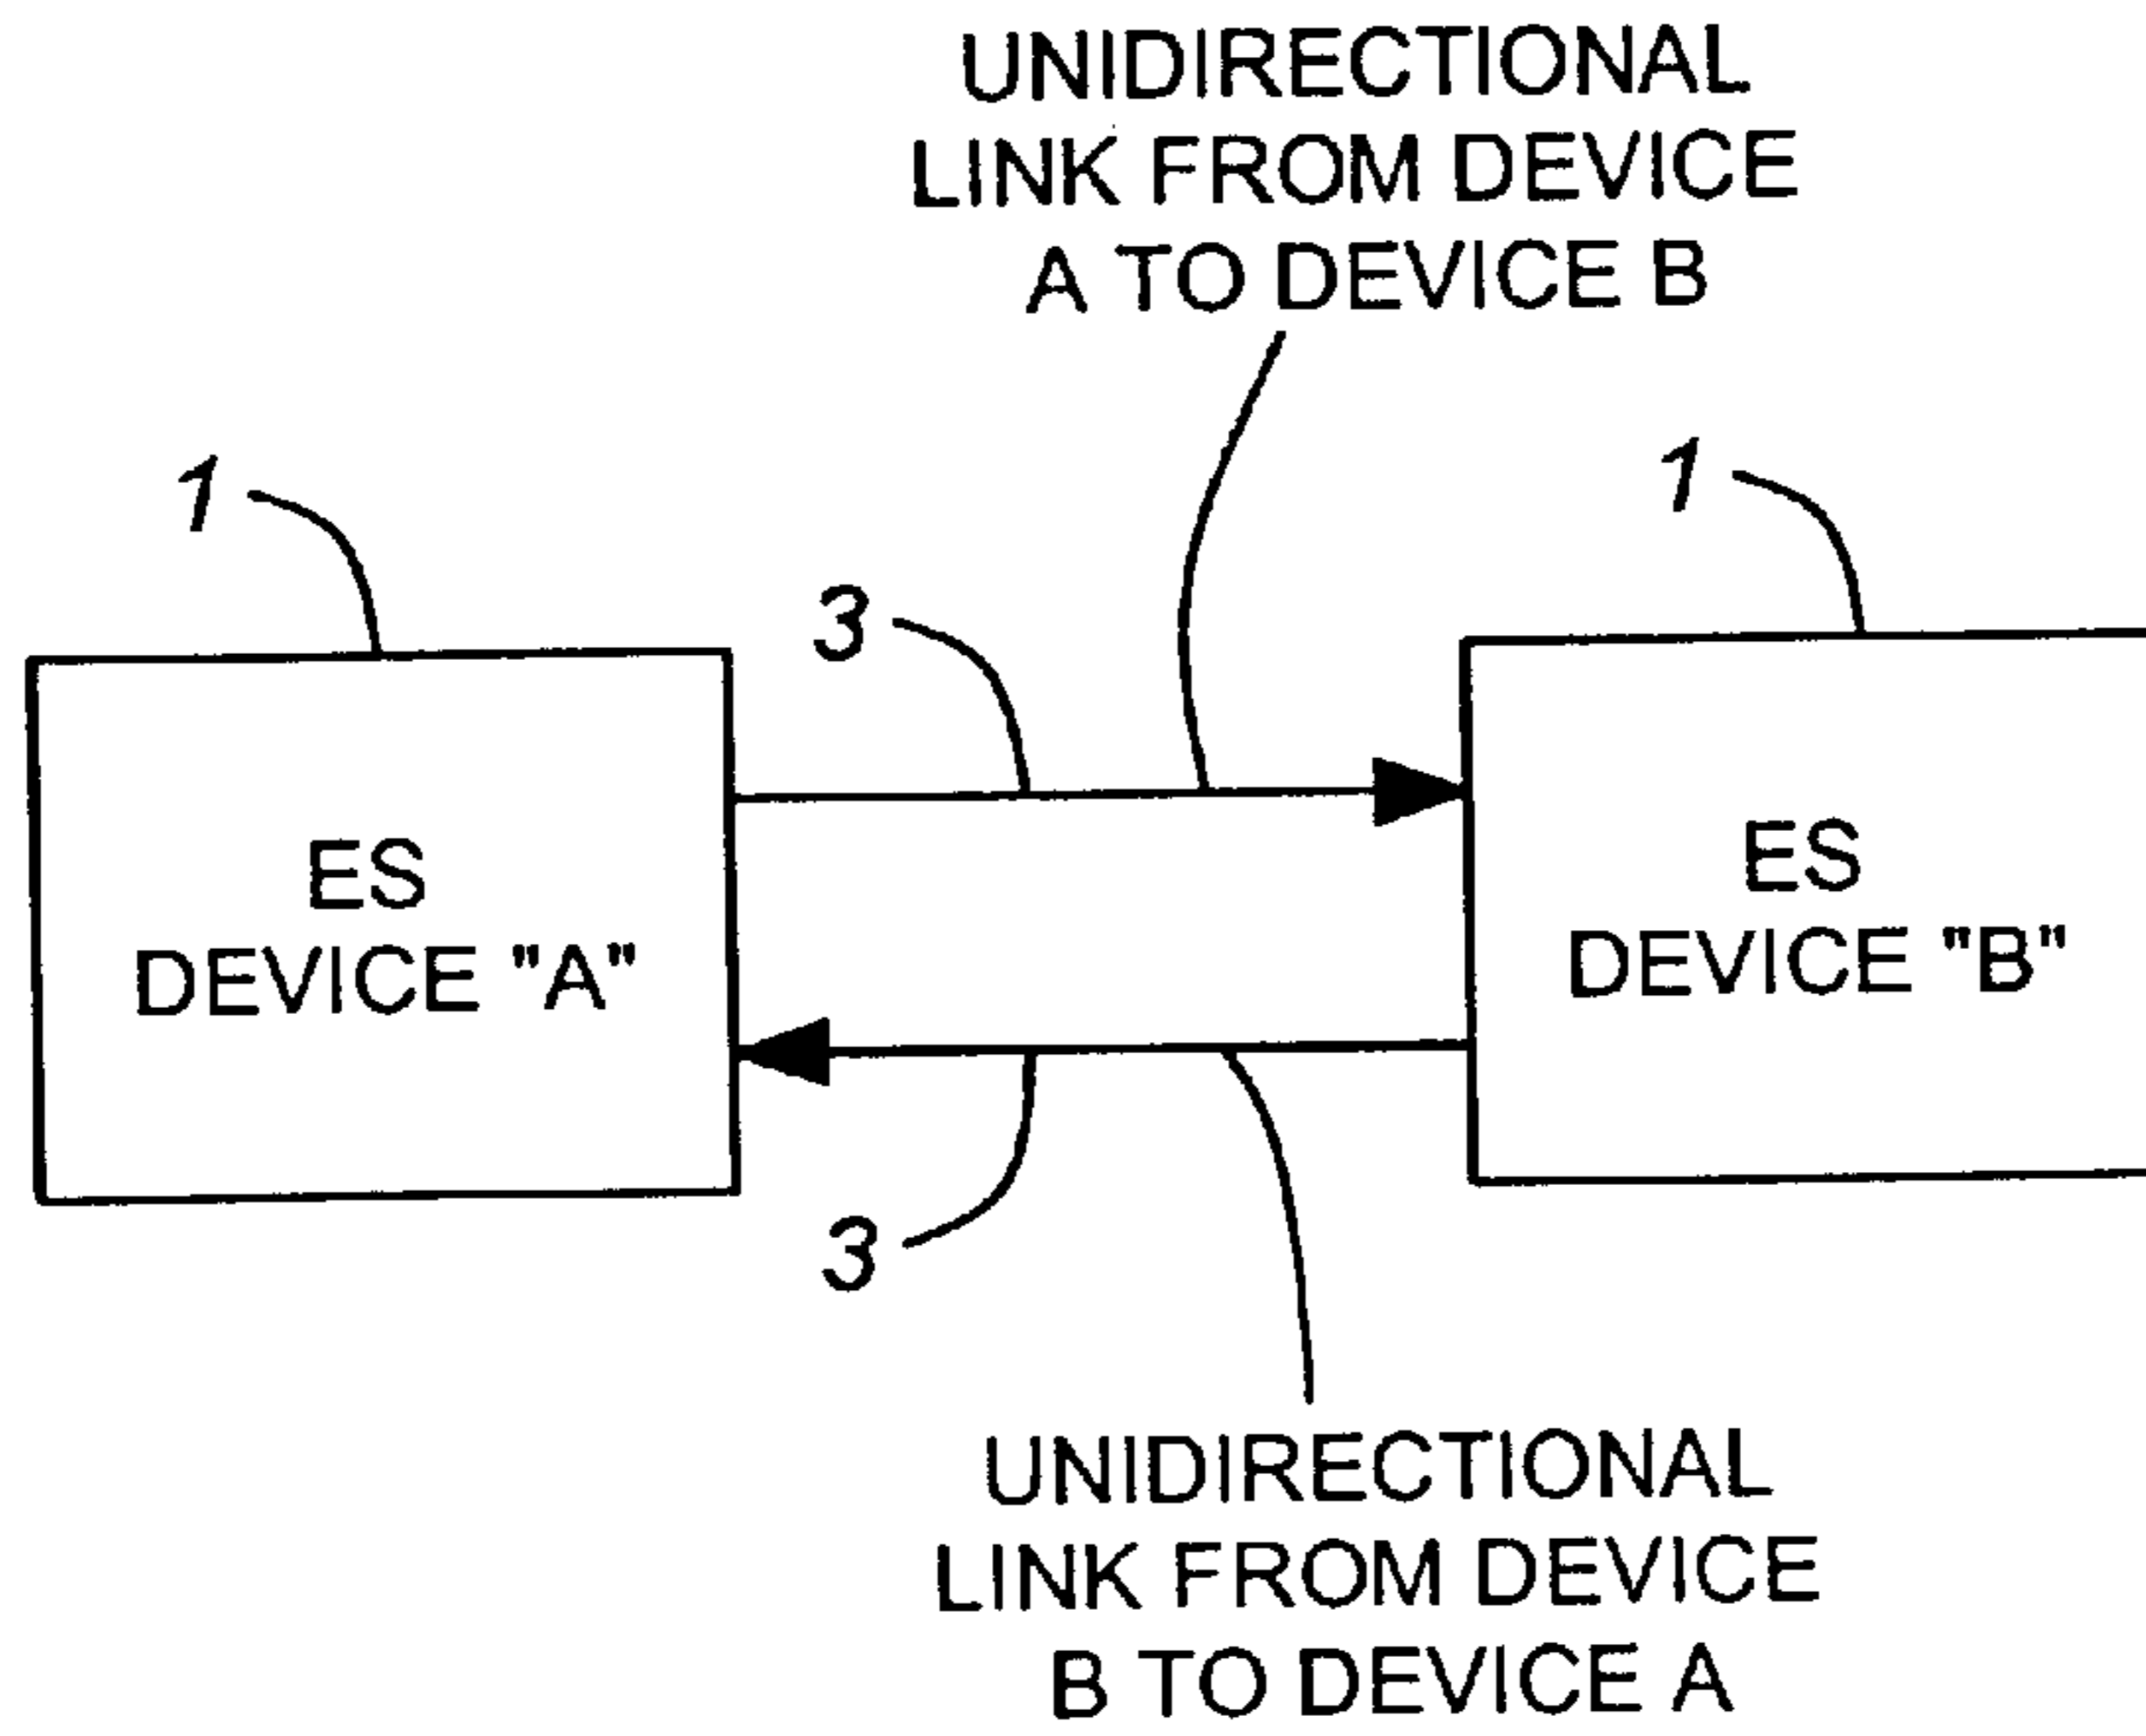 UNIDIRECTIONAL
LINK FROM DEVICE
A TO DEVICE B
1
1
3
ES
DEVICE "A"
ES
DEVICE "B"
3
UNIDIRECTIONAL
LINK FROM DEVICE
B TO DEVICE A